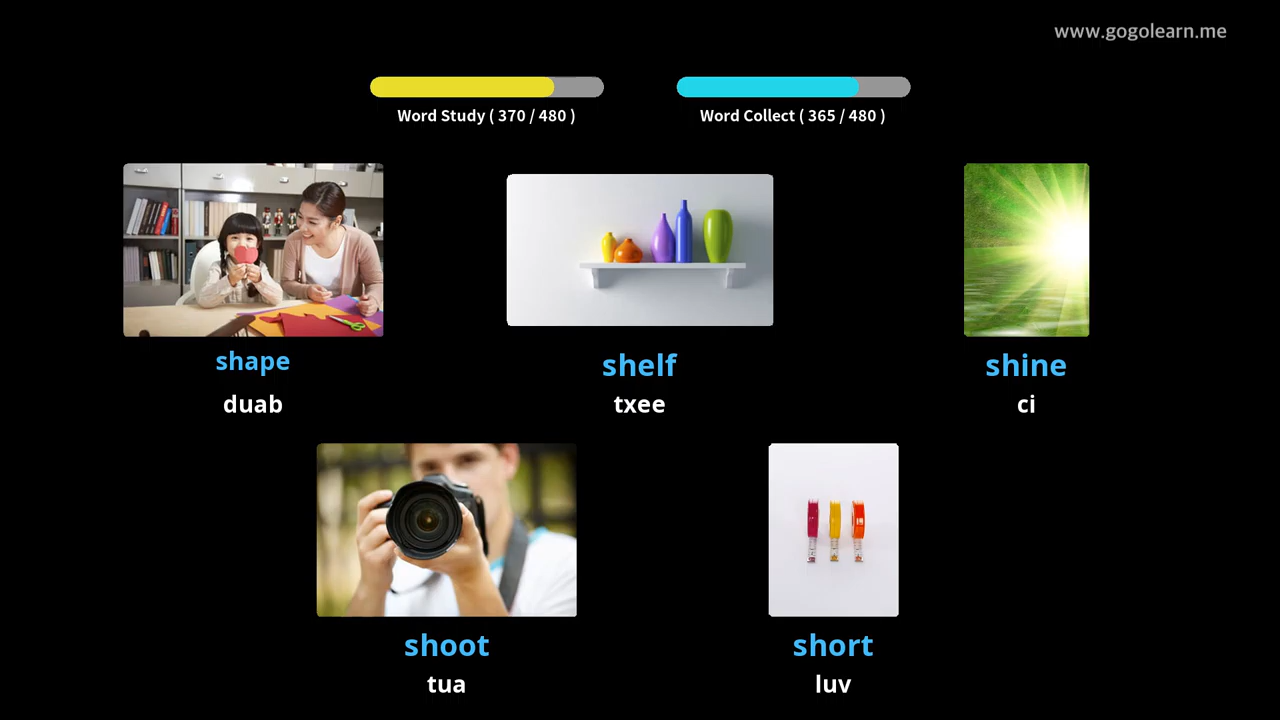 www.gogolearn.me
Word Study ( 370 / 480 )
Word Collect ( 365 / 480 )
shape
duab
shelf
txee
shine
ci
shoot
tua
short
luv